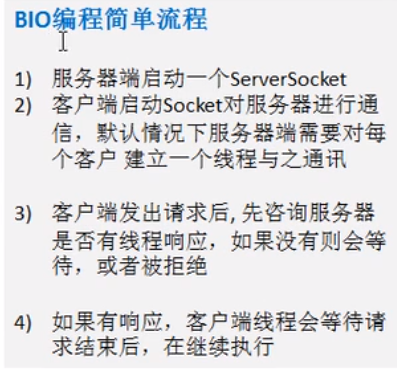 BIO编程简单流程
1) 服务器端启动一个ServerSocket
2) 客户端启动Socket对服务器进行通
信，默认情况下服务器端需要对每
个客户 建立一个线程与之通讯
3) 客户端发出请求后, 先咨询服务器
是否有线程响应，如果没有则会等
待，或者被拒绝
4) 如果有响应，客户端线程会等待请
求结束后，在继续执行